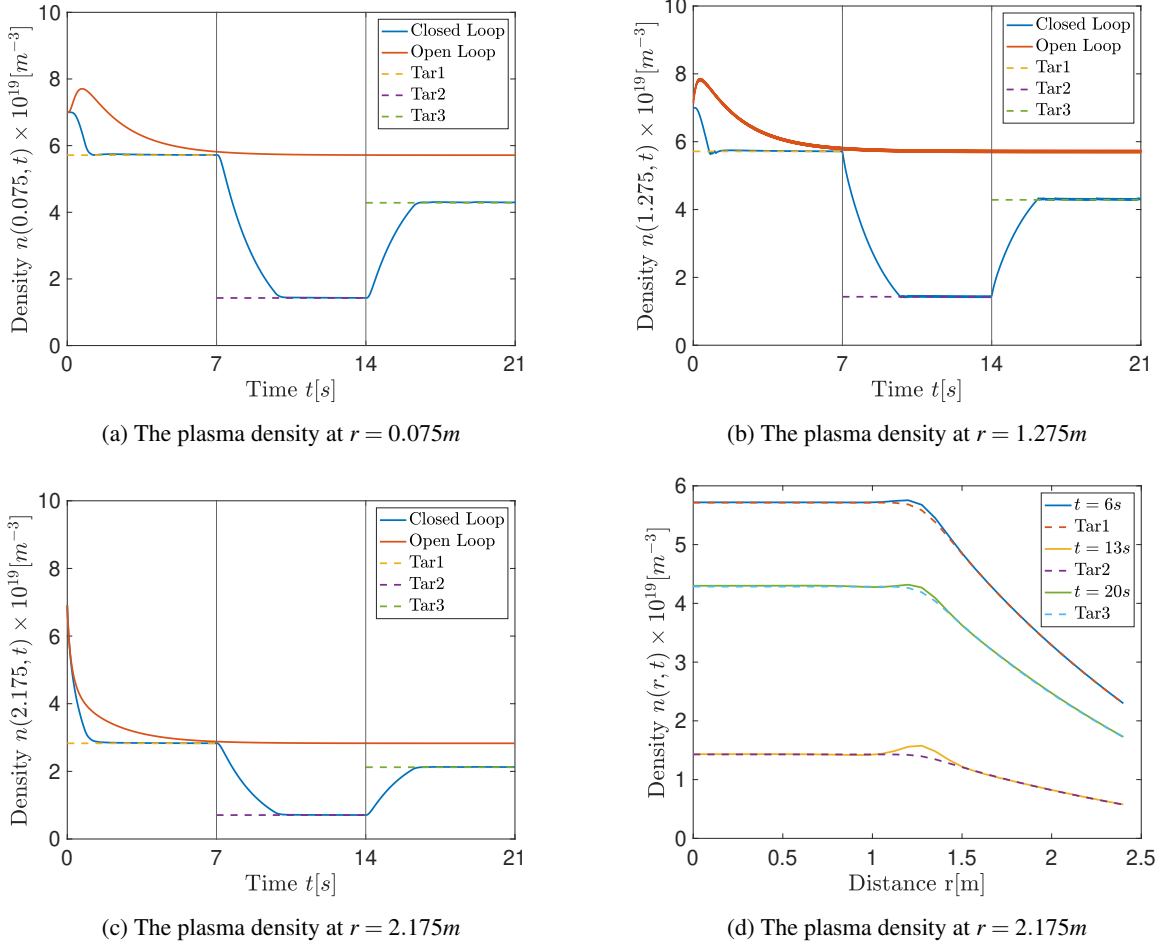 Density n(0.075, t) × 10^19[m^−3]
10
8
6
4
2
0
Closed Loop
Open Loop
Tar1
Tar2
Tar3
0 7 14 21
Time t[s]
(a) The plasma density at r = 0.075m
Density n(1.275, t) × 10^19[m^−3]
10
8
6
4
2
0
Closed Loop
Open Loop
Tar1
Tar2
Tar3
0 7 14 21
Time t[s]
(b) The plasma density at r = 1.275m
Density n(2.175, t) × 10^19[m^−3]
10
8
6
4
2
0
Closed Loop
Open Loop
Tar1
Tar2
Tar3
0 7 14 21
Time t[s]
(c) The plasma density at r = 2.175m
Density n(r, t) × 10^19[m^−3]
6
5
4
3
2
1
0
t = 6s
Tar1
t = 13s
Tar2
t = 20s
Tar3
0 0.5 1 1.5 2 2.5
Distance r[m]
(d) The plasma density at r = 2.175m